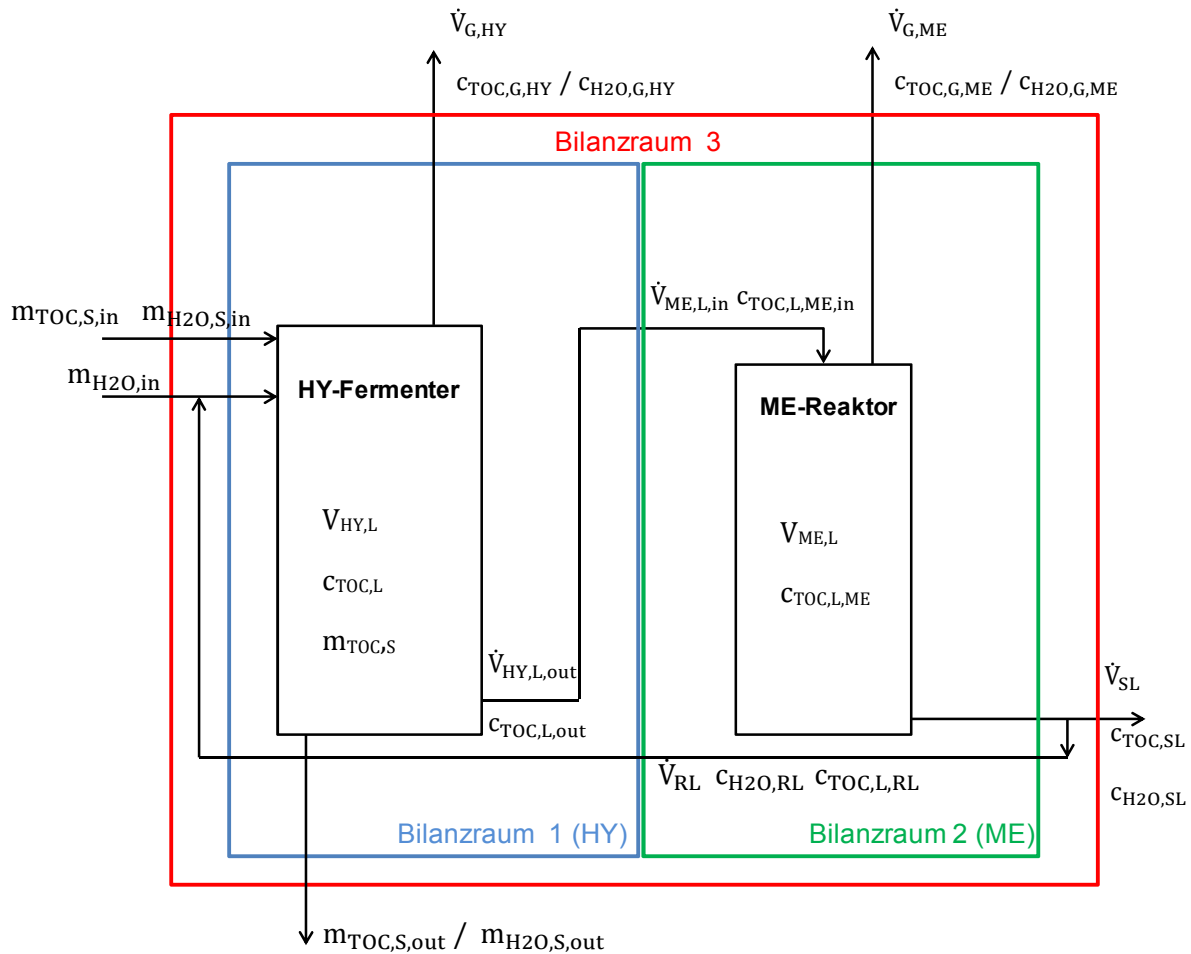 V̇G,HY
cTOC,G,HY / cH2O,G,HY
V̇G,ME
cTOC,G,ME / cH2O,G,ME
Bilanzraum 3
mTOC,S,in mH2O,S,in
mH2O,in
HY-Fermenter
VHY,L
cTOC,L
mTOC,S
V̇HY,L,out
cTOC,L,out
V̇ME,L,in cTOC,L,ME,in
ME-Reaktor
VME,L
cTOC,L,ME
V̇SL
cTOC,SL
cH2O,SL
V̇RL cH2O,RL cTOC,L,RL
Bilanzraum 1 (HY)
Bilanzraum 2 (ME)
mTOC,S,out / mH2O,S,out